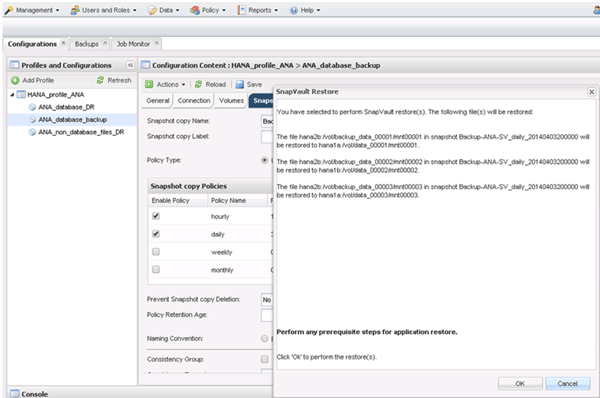 Management
Users and Roles
Data
Policy
Reports
Help
Configurations
Backups
Job Monitor
Profiles and Configurations
Add Profile
Refresh
HANA_profile_ANA
ANA_database_DR
ANA_database_backup
ANA_non_database_files_DR
Configuration Content : HANA_profile_ANA > ANA_database_backup
Actions
Reload
Save
General
Connection
Volumes
Snaps
Snapshot copy Name:
Bac
Snapshot copy Label:
Policy Type:
Snapshot copy Policies
Enable Policy
Policy Name
hourly
daily
weekly
monthly
Prevent Snapshot copy Deletion:
No
Policy Retention Age:
Naming Convention:
Consistency Group:
Console
SnapVault Restore
You have selected to perform SnapVault restore(s). The following file(s) will be restored:
The file hana2b:/vol/backup_data_00001/mnt00001 in snapshot Backup-ANA-SV_daily_20140403200000 will
be restored to hana1a:/vol/data_00001/mnt00001.
The file hana2b:/vol/backup_data_00002/mnt00002 in snapshot Backup-ANA-SV_daily_20140403200000 will
be restored to hana1b:/vol/data_00002/mnt00002.
The file hana2b:/vol/backup_data_00003/mnt00003 in snapshot Backup-ANA-SV_daily_20140403200000 will
be restored to hana1a:/vol/data_00003/mnt00003.
Perform any prerequisite steps for application restore.
Click 'Ok' to perform the restore(s).
OK
Cancel